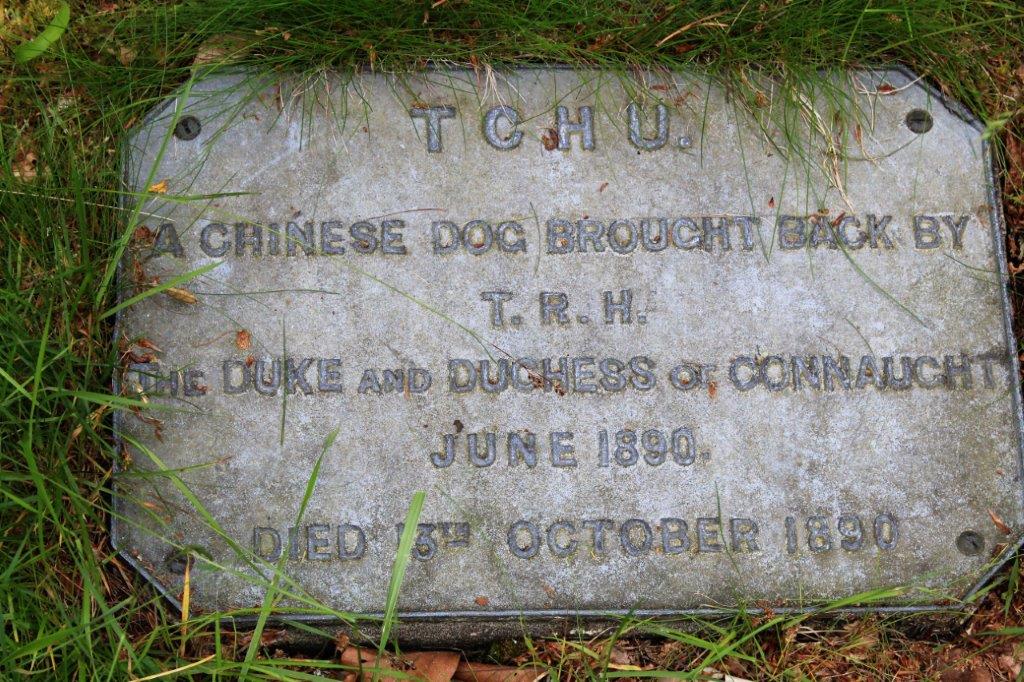 TCHU.
A CHINESE DOG BROUGHT BACK BY
T.R.H.
THE DUKE AND DUCHESS OF CONNAUGHT
JUNE 1890.
DIED 13TH OCTOBER 1890